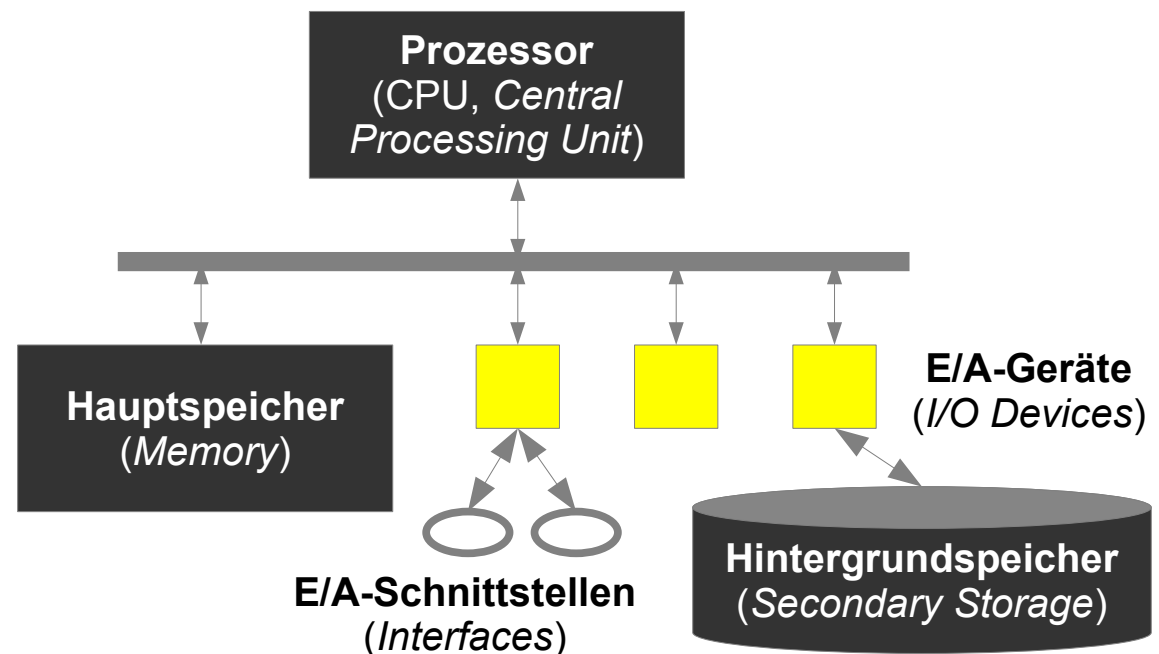 Prozessor
(CPU, Central
Processing Unit)
Hauptspeicher
(Memory)
E/A-Geräte
(I/O Devices)
E/A-Schnittstellen
(Interfaces)
Hintergrundspeicher
(Secondary Storage)